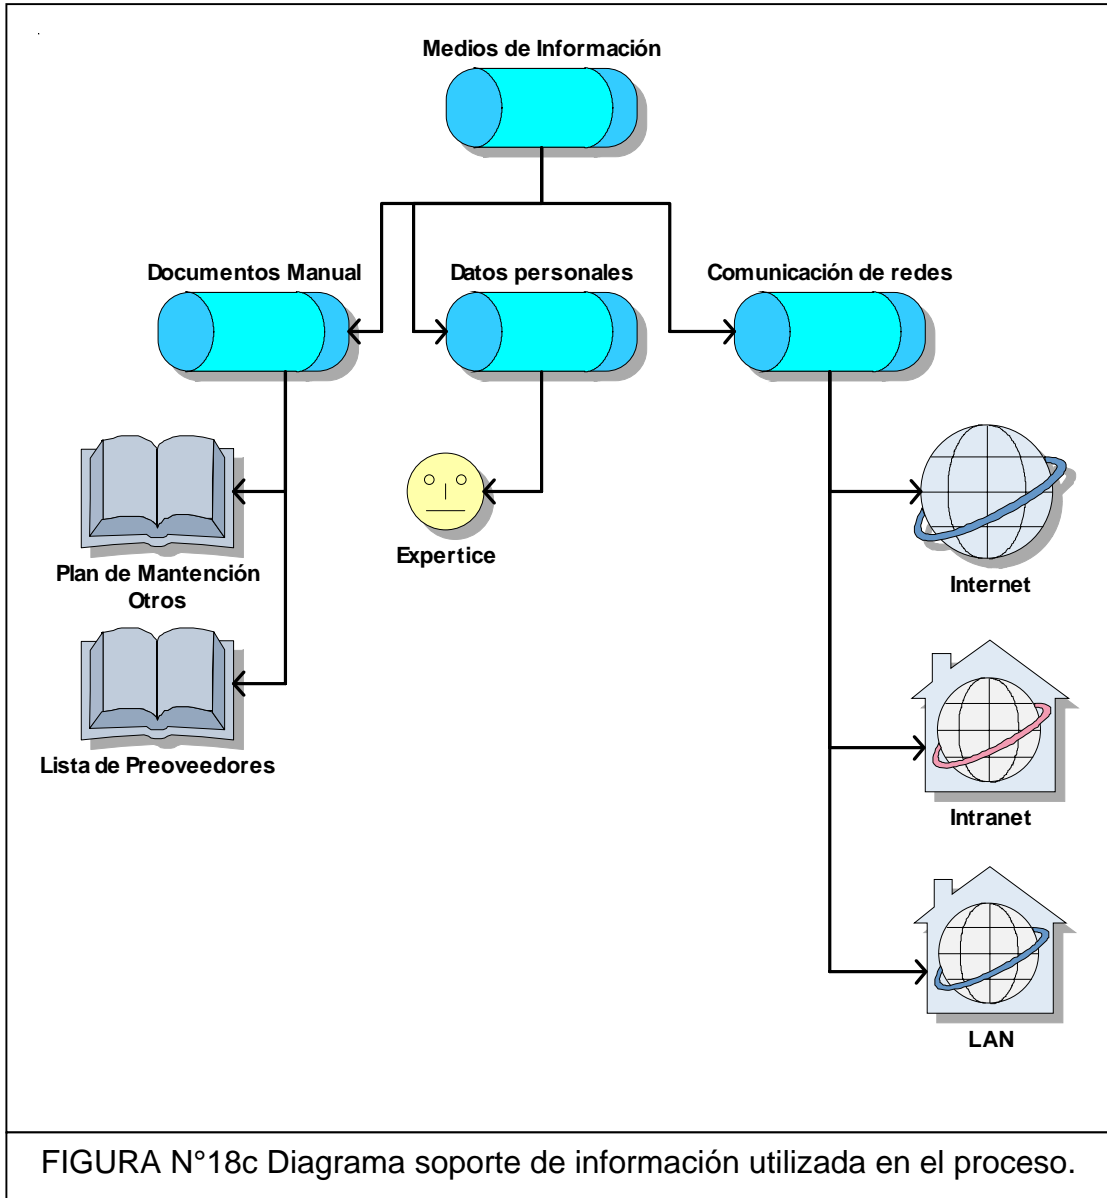 Medios de Información
Documentos Manual
Datos personales
Comunicación de redes
Plan de Mantención
Otros
Expertice
Internet
Lista de Preoveedores
Intranet
LAN
FIGURA N°18c Diagrama soporte de información utilizada en el proceso.